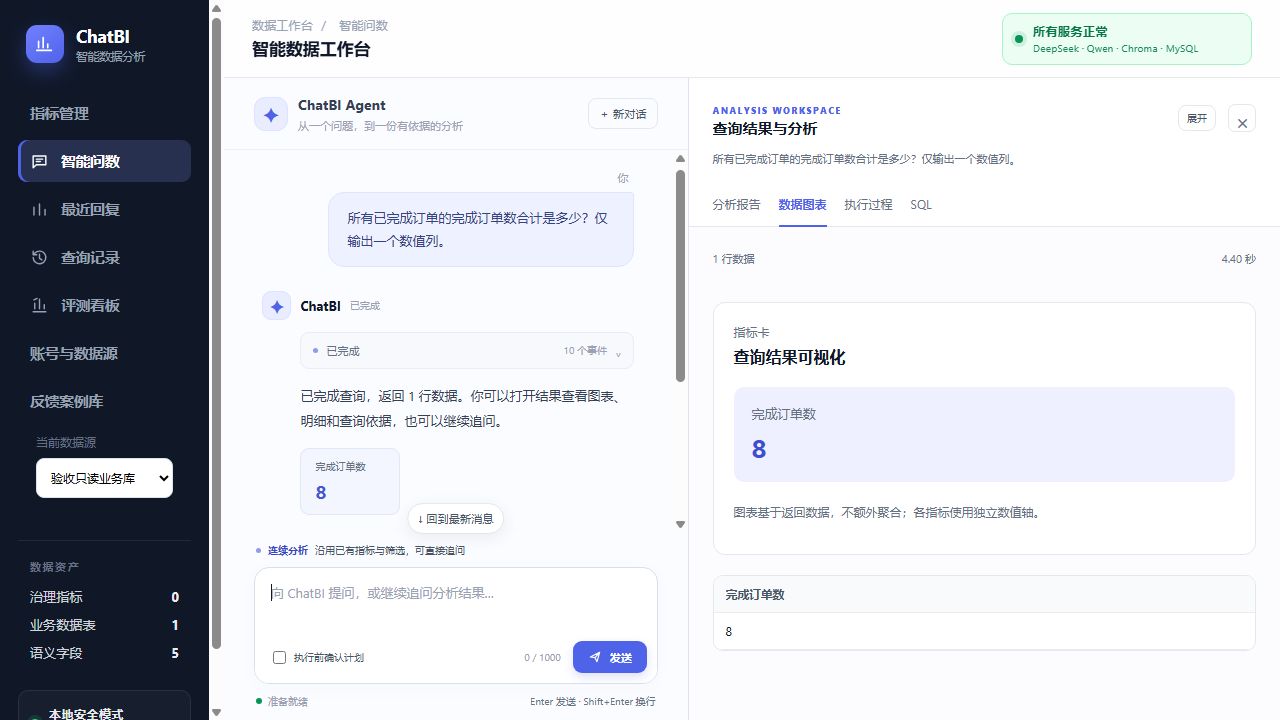 ChatBI
智能数据分析
指标管理
智能问数
最近回复
查询记录
评测看板
账号与数据源
反馈案例库
当前数据源
验收只读业务库
数据资产
治理指标 0
业务数据表 1
语义字段 5
本地安全模式
数据工作台 / 智能问数
智能数据工作台
所有服务正常
DeepSeek · Qwen · Chroma · MySQL
ChatBI Agent
从一个问题，到一份有依据的分析
+ 新对话
你
所有已完成订单的完成订单数合计是多少？仅
输出一个数值列。
ChatBI 已完成
已完成 10 个事件
已完成查询，返回 1 行数据。你可以打开结果查看图表、
明细和查询依据，也可以继续追问。
完成订单数
8
↓ 回到最新消息
连续分析 沿用已有指标与筛选，可直接追问
向 ChatBI 提问，或继续追问分析结果...
执行前确认计划 0 / 1000 发送
准备就绪 Enter 发送 · Shift+Enter 换行
ANALYSIS WORKSPACE
查询结果与分析
展开 ×
所有已完成订单的完成订单数合计是多少？仅输出一个数值列。
分析报告 数据图表 执行过程 SQL
1 行数据 4.40 秒
指标卡
查询结果可视化
完成订单数
8
图表基于返回数据，不额外聚合；各指标使用独立数值轴。
完成订单数
8